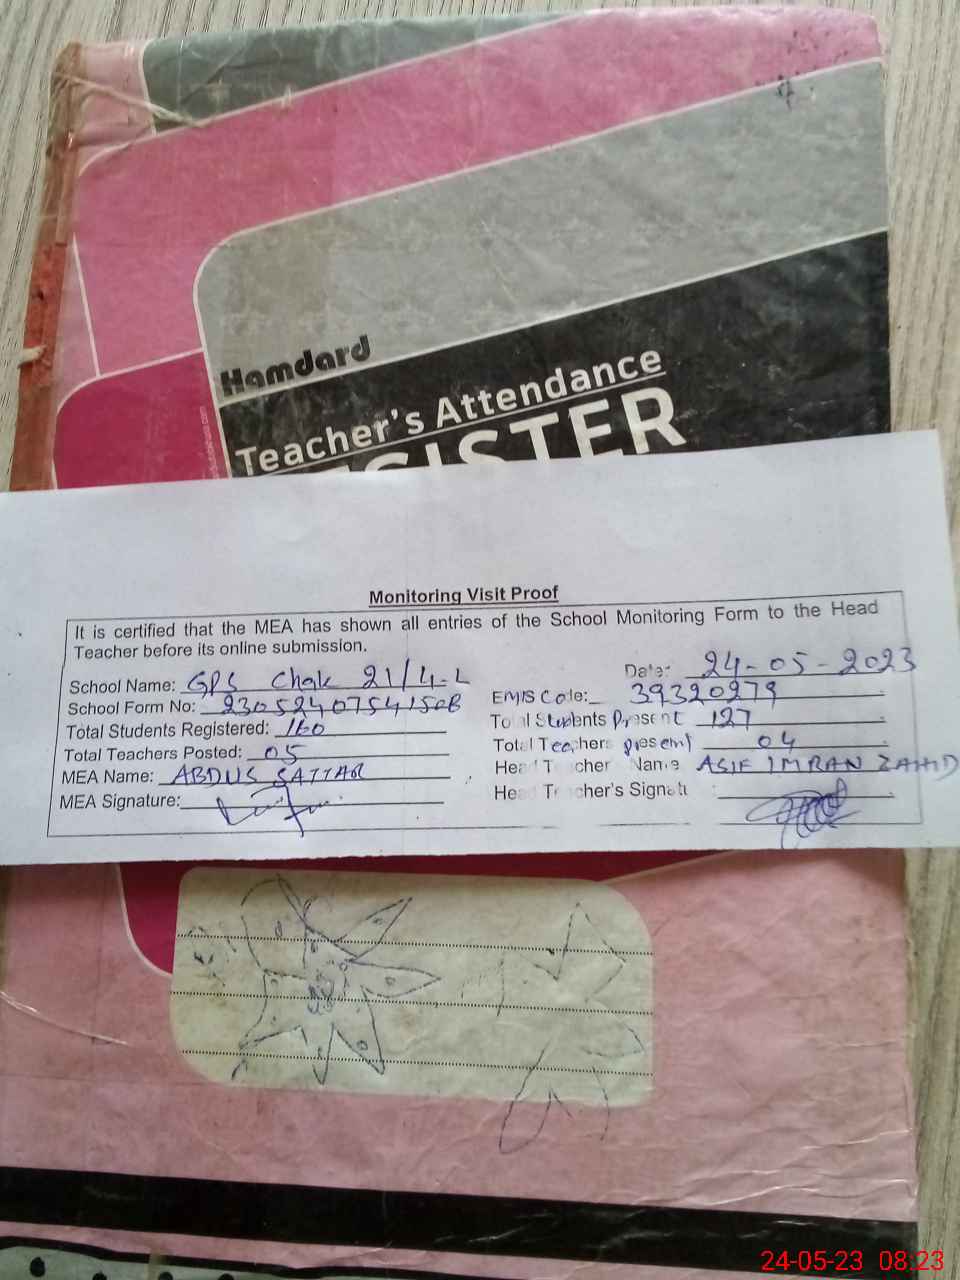 Hamdard
Teacher's Attendance
REGISTER
Monitoring Visit Proof
It is certified that the MEA has shown all entries of the School Monitoring Form to the Head
Teacher before its online submission.
Date: 24-05-2023
School Name: GPS Chak 21/4-L
EMIS Code: 39320279
School Form No:
Total Students Registered: 160
Total Students Present 127
Total Teachers Posted: 05
Total Teachers present 04
MEA Name: ABDUS SATTAR
Head Teacher Name ASIF IMRAN ZAHID
MEA Signature:
Head Teacher's Signatu :
24-05-23 08:23